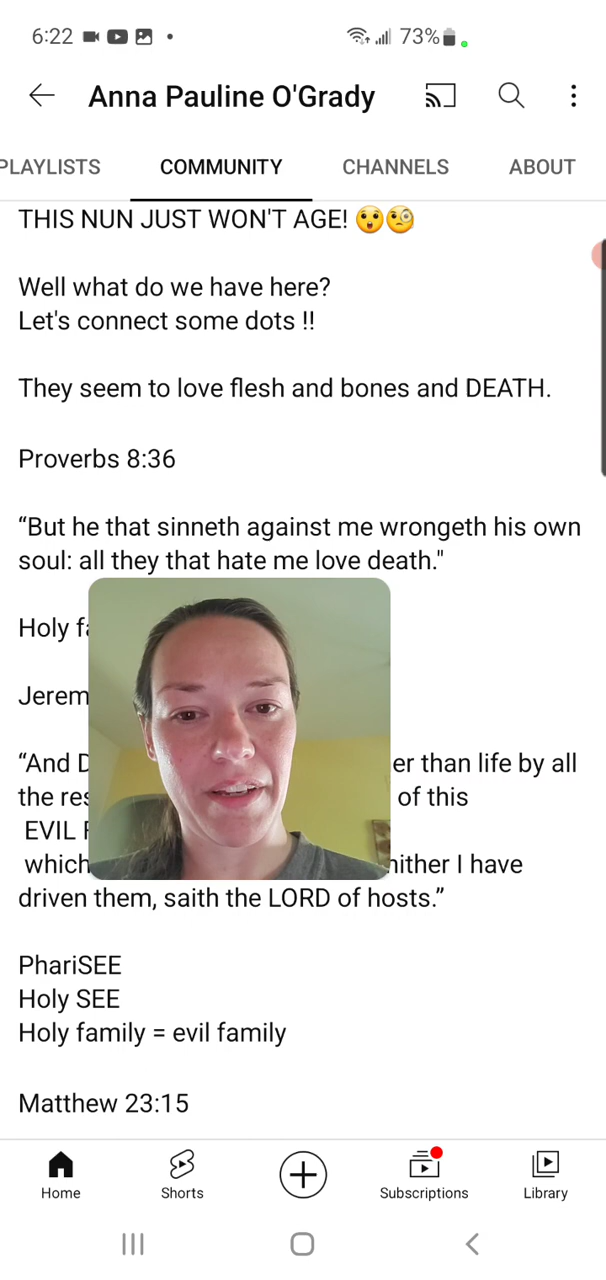 6:22 73%
Anna Pauline O'Grady
PLAYLISTS COMMUNITY CHANNELS ABOUT
THIS NUN JUST WON'T AGE! 😲🧐
Well what do we have here?
Let's connect some dots !!
They seem to love flesh and bones and DEATH.
Proverbs 8:36
“But he that sinneth against me wrongeth his own
soul: all they that hate me love death."
Holy
“And
than life by all
the of this
EVIL
which I have
driven them, saith the LORD of hosts.”
PhariSEE
Holy SEE
Holy family = evil family
Matthew 23:15
Home Shorts Subscriptions Library